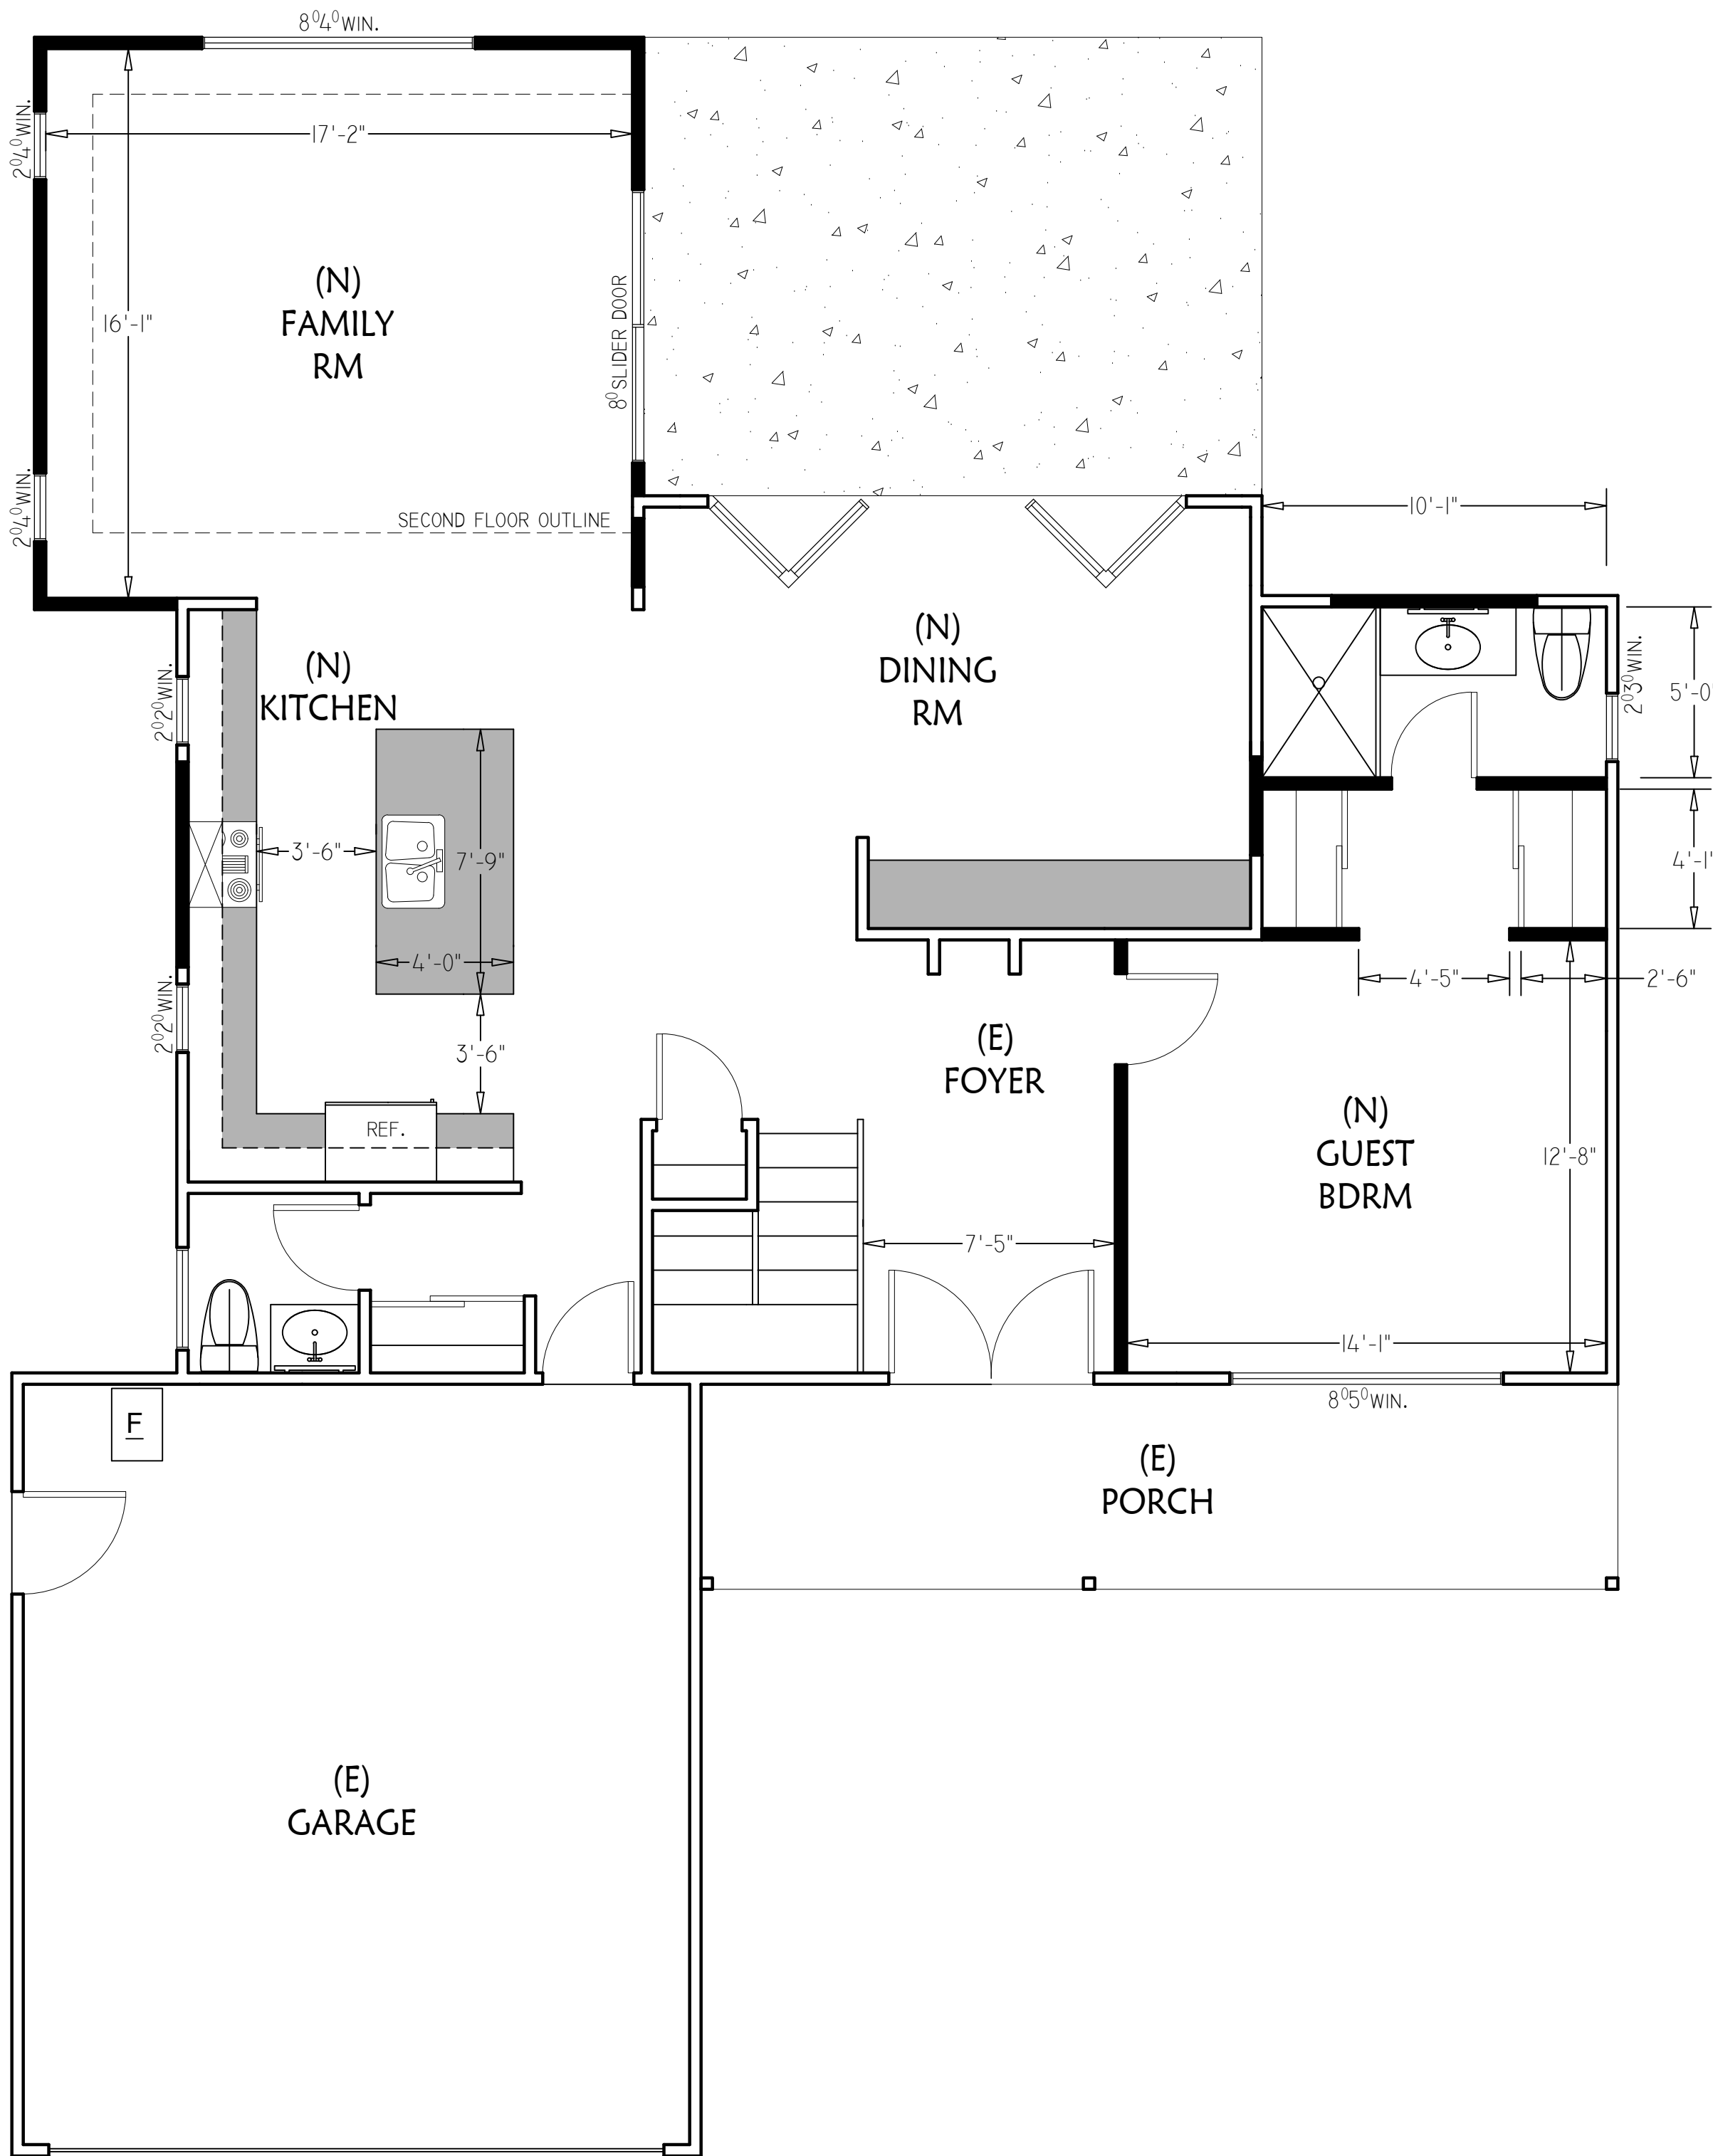 8⁰4⁰WIN.
2⁰4⁰WIN.
17'-2"
(N)
FAMILY
RM
16'-1"
8⁰SLIDER DOOR
2⁰4⁰WIN.
SECOND FLOOR OUTLINE
10'-1"
(N)
KITCHEN
2⁰2⁰WIN.
(N)
DINING
RM
2⁰3⁰WIN.
5'-0
3'-6"
7'-9"
4'-1"
4'-0"
4'-5"
2'-6"
2⁰2⁰WIN.
3'-6"
(E)
FOYER
REF.
(N)
GUEST
BDRM
12'-8"
7'-5"
14'-1"
8⁰5⁰WIN.
F
(E)
PORCH
(E)
GARAGE